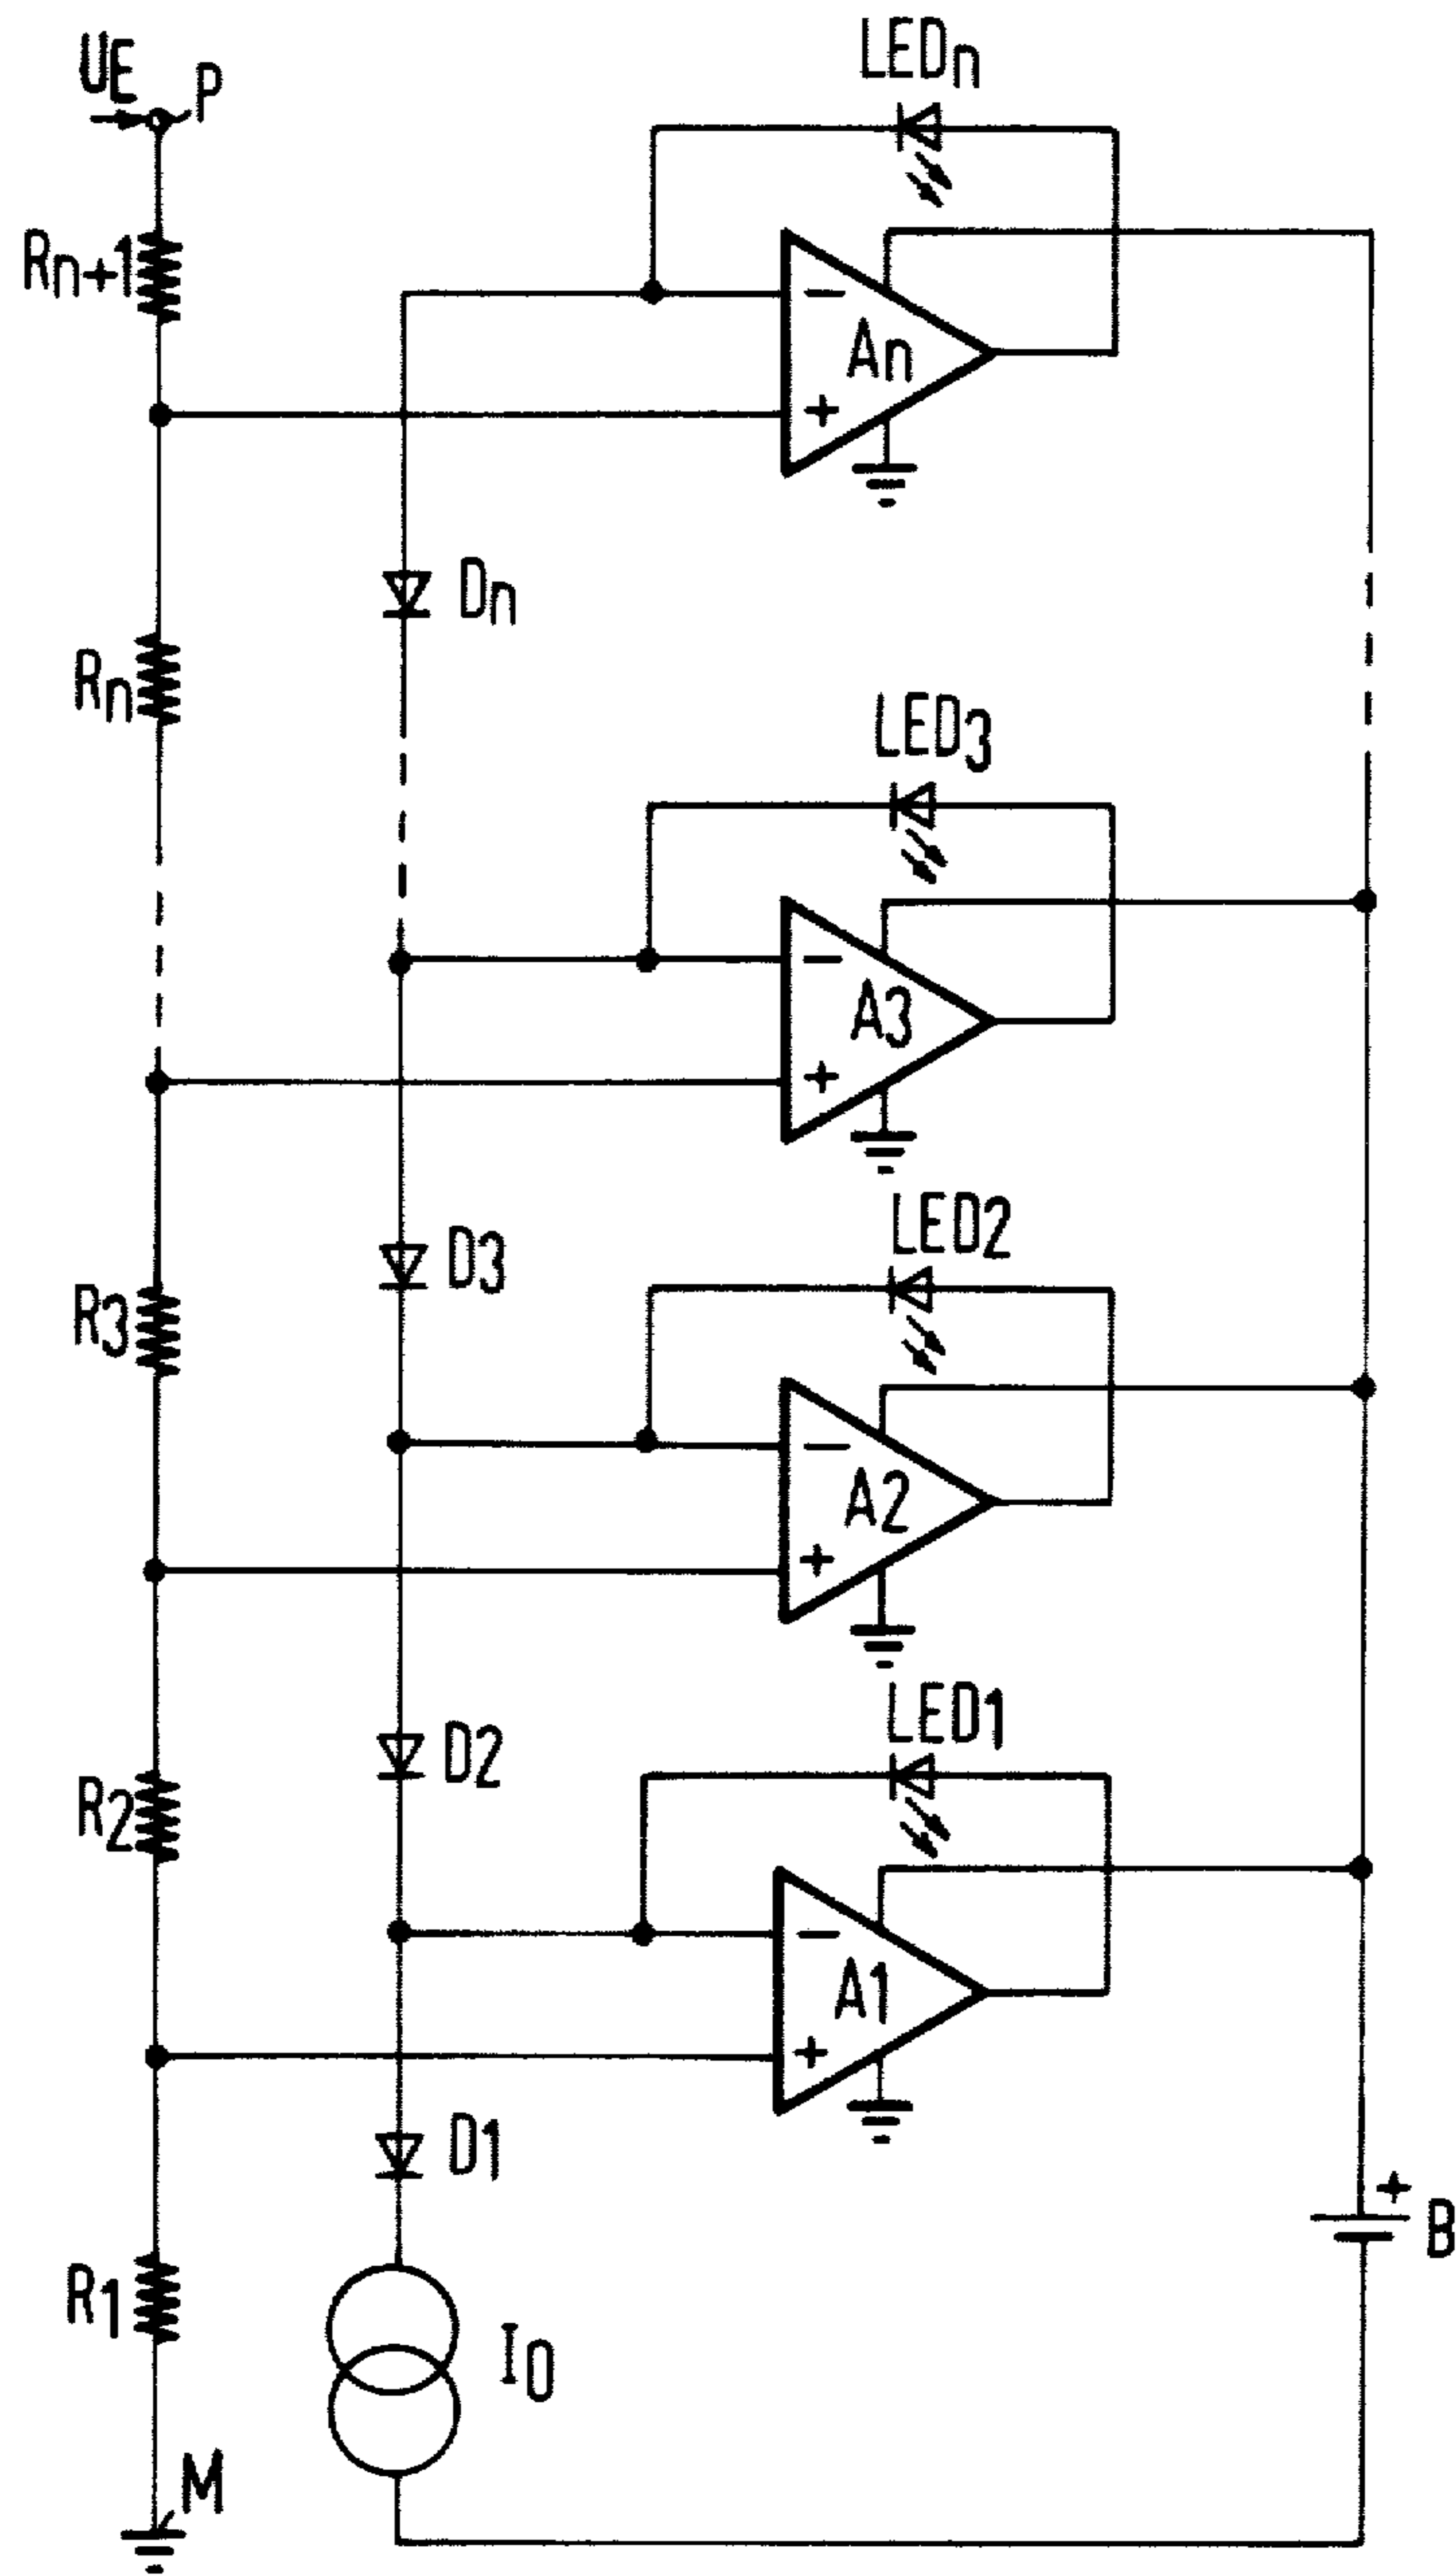 LEDn
UE
P
Rn+1
−
An
+
Dn
Rn
LED3
−
A3
+
D3
LED2
R3
−
A2
+
LED1
D2
R2
−
A1
+
D1
+
B
R1
I0
M